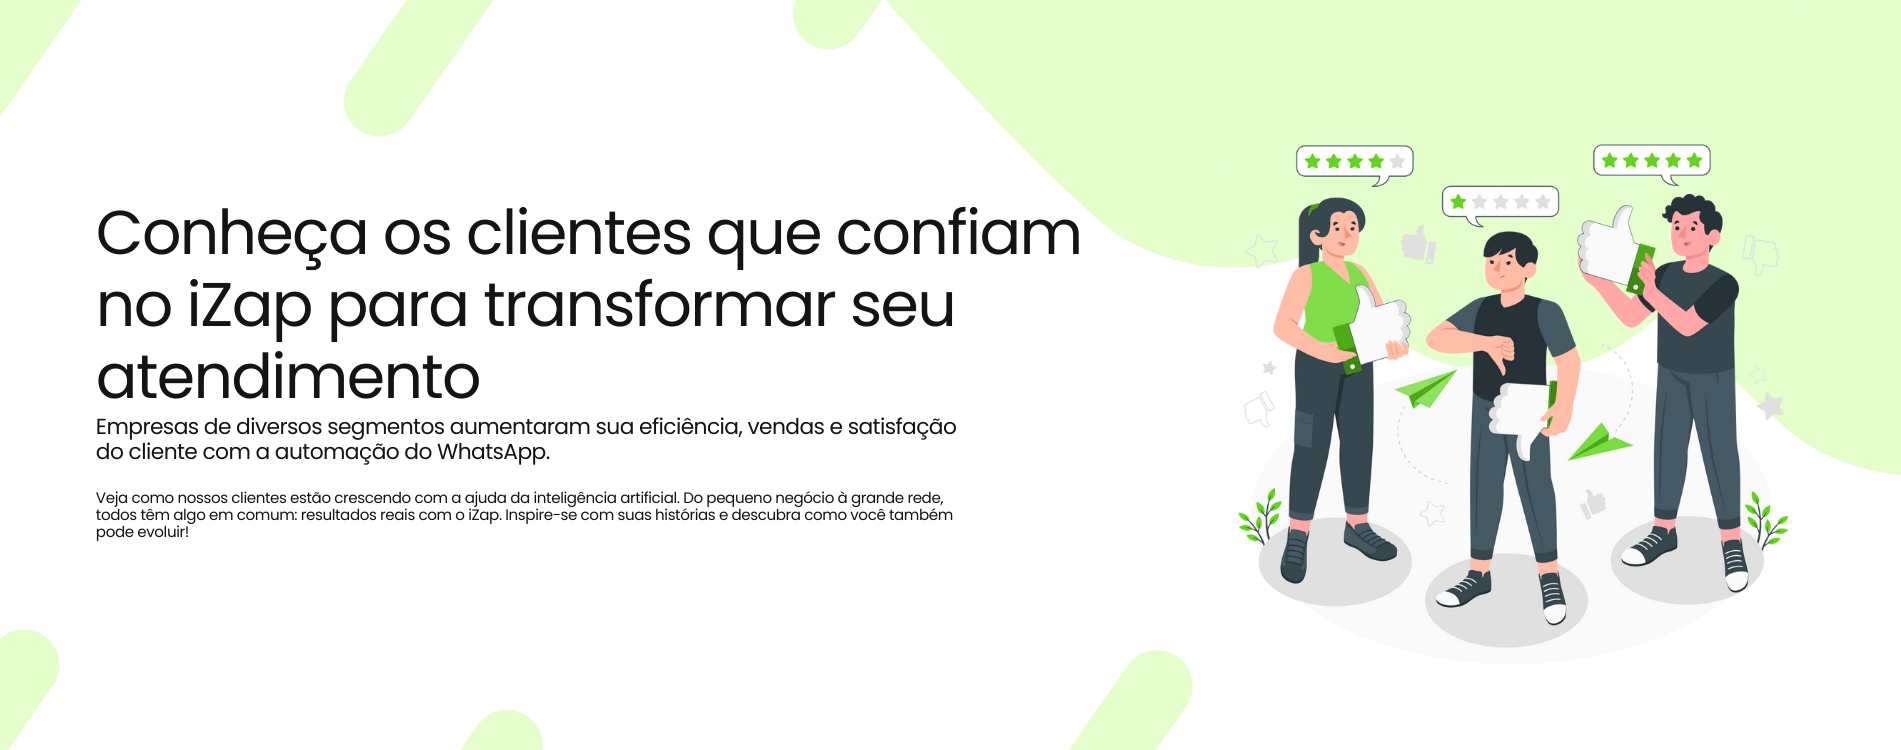 Conheça os clientes que confiam
no iZap para transformar seu
atendimento
Empresas de diversos segmentos aumentaram sua eficiência, vendas e satisfação
do cliente com a automação do WhatsApp.
Veja como nossos clientes estão crescendo com a ajuda da inteligência artificial. Do pequeno negócio à grande rede,
todos têm algo em comum: resultados reais com o iZap. Inspire-se com suas histórias e descubra como você também
pode evoluir!